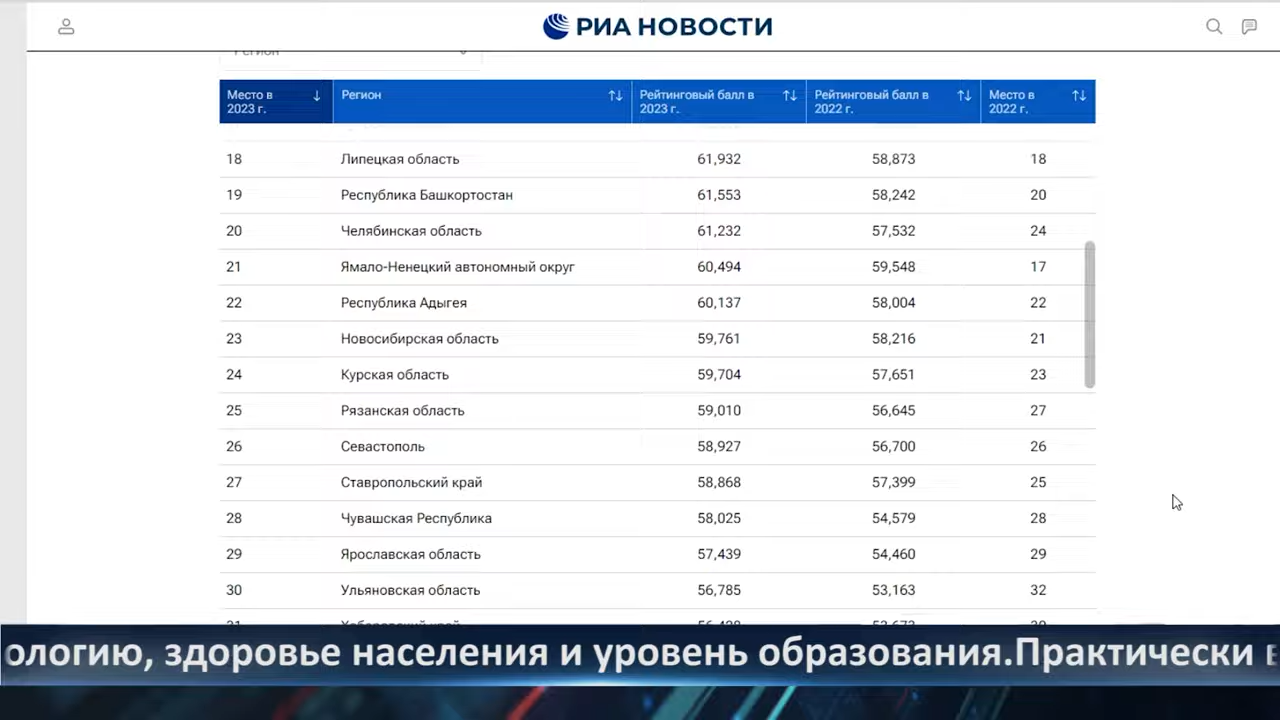 РИА НОВОСТИ
Регион
Место в 2023 г. Регион Рейтинговый балл в 2023 г. Рейтинговый балл в 2022 г. Место в 2022 г.
18 Липецкая область 61,932 58,873 18
19 Республика Башкортостан 61,553 58,242 20
20 Челябинская область 61,232 57,532 24
21 Ямало-Ненецкий автономный округ 60,494 59,548 17
22 Республика Адыгея 60,137 58,004 22
23 Новосибирская область 59,761 58,216 21
24 Курская область 59,704 57,651 23
25 Рязанская область 59,010 56,645 27
26 Севастополь 58,927 56,700 26
27 Ставропольский край 58,868 57,399 25
28 Чувашская Республика 58,025 54,579 28
29 Ярославская область 57,439 54,460 29
30 Ульяновская область 56,785 53,163 32
ологию, здоровье населения и уровень образования.Практически